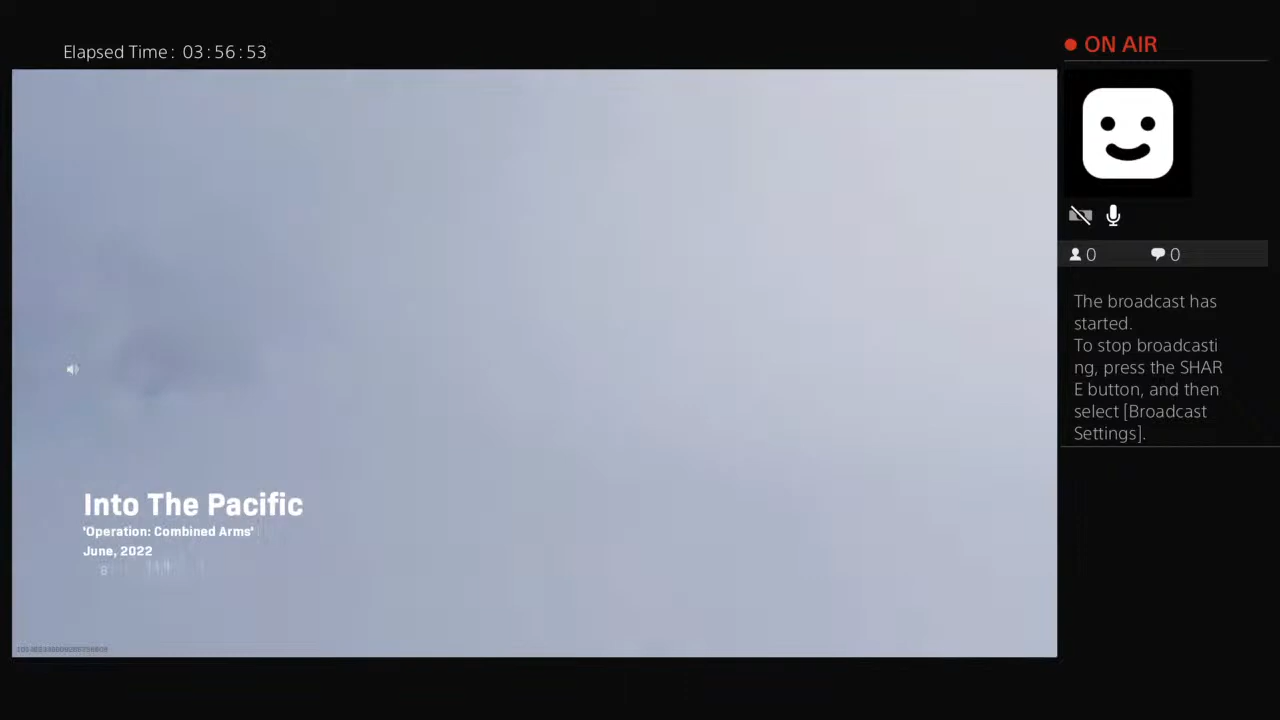 Elapsed Time: 03:56:53
ON AIR
0
0
The broadcast has
started.
To stop broadcasti
ng, press the SHAR
E button, and then
select [Broadcast
Settings].
Into The Pacific
'Operation: Combined Arms'
June, 2022